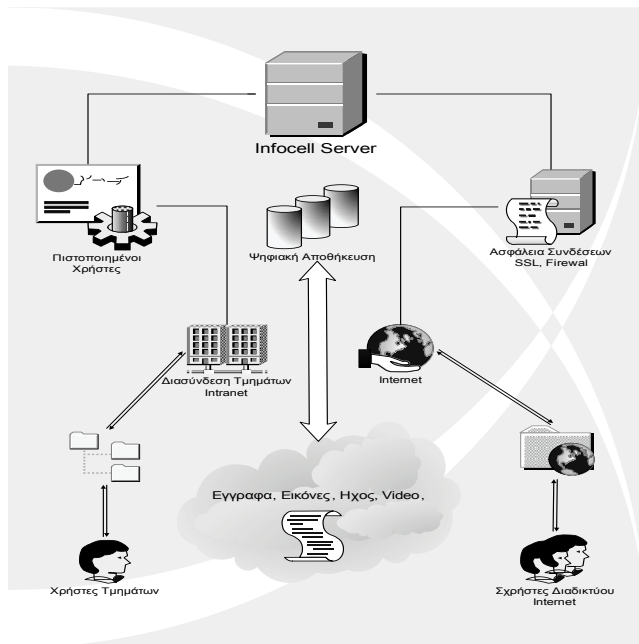 Infocell Server
Πιστοποιημένοι
Χρήστες
Ψηφιακή Αποθήκευση
Ασφάλεια Συνδέσεων
SSL, Firewal
Διασύνδεση Τμημάτων
Intranet
Internet
Εγγραφα, Εικόνες, Ηχος, Video,
Χρήστες Τμημάτων
Σχρήστες Διαδικτύου
Internet